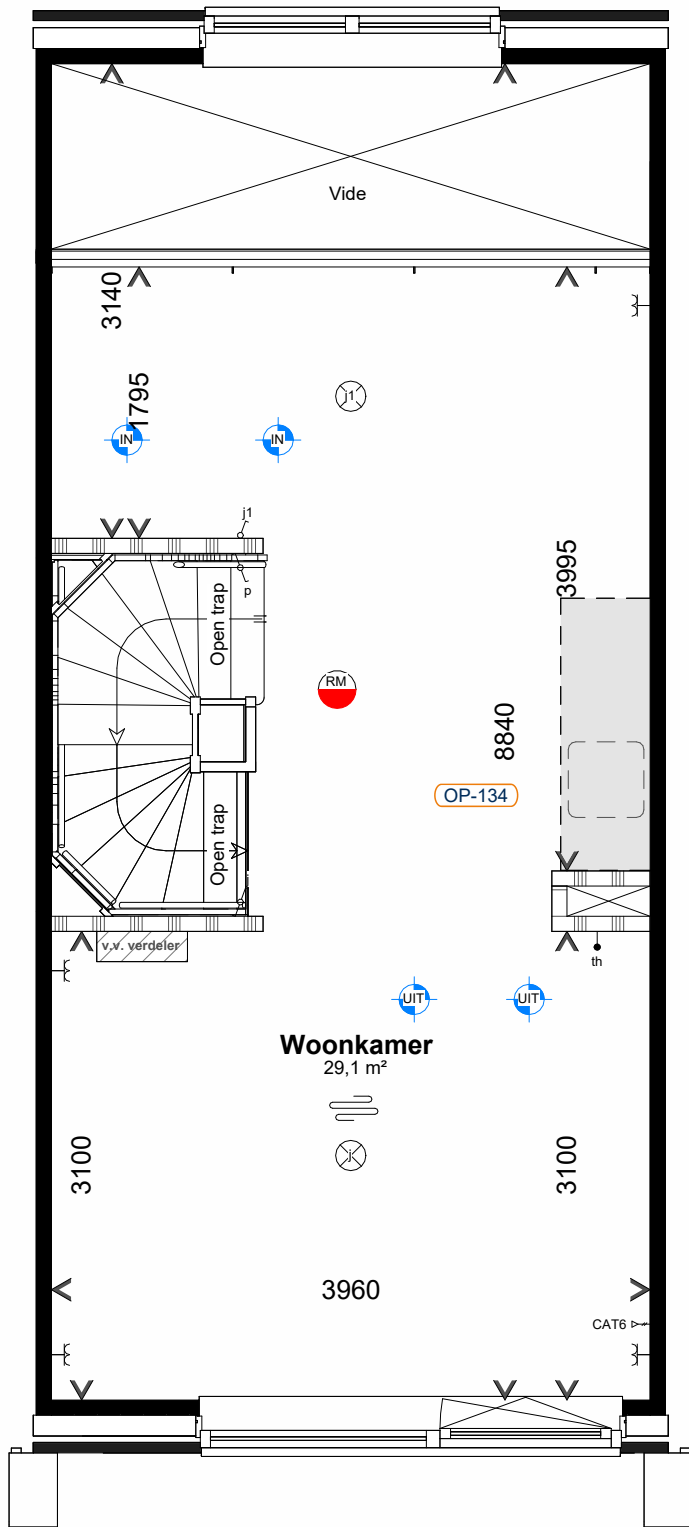 Vide
3140
1795
j1
IN
IN
j1
p
3995
Open trap
RM
8840
OP-134
Open trap
v.v. verdeler
th
UIT
UIT
Woonkamer
29,1 m²
j
3100
3100
3960
CAT6